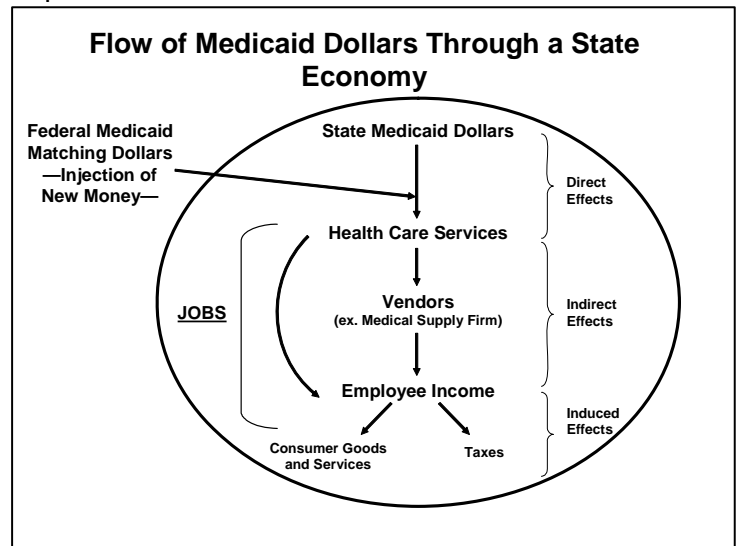 Flow of Medicaid Dollars Through a State
Economy
Federal Medicaid
Matching Dollars
—Injection of
New Money—
State Medicaid Dollars
Direct
Effects
Health Care Services
JOBS
Vendors
(ex. Medical Supply Firm)
Indirect
Effects
Employee Income
Induced
Effects
Consumer Goods
and Services
Taxes